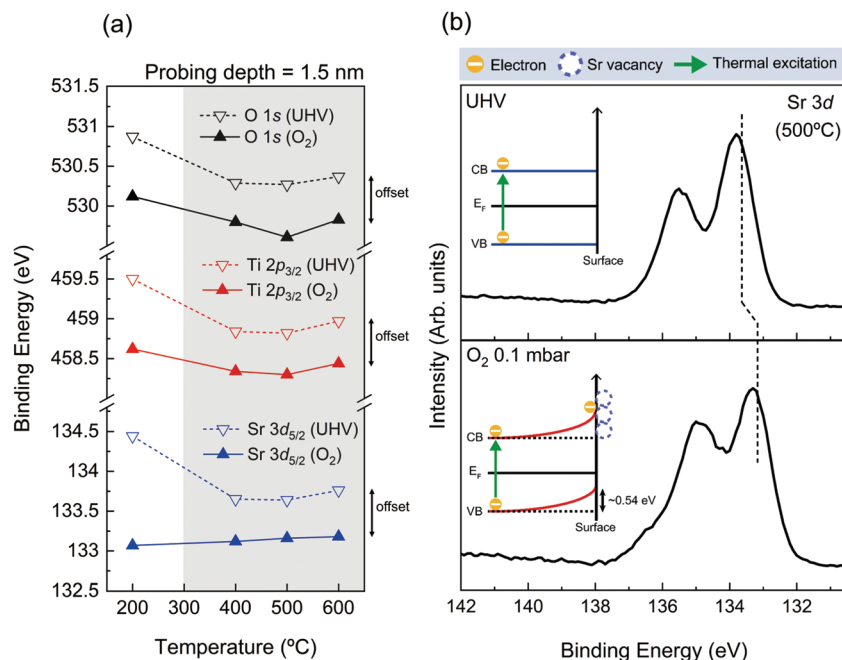 (a)
Probing depth = 1.5 nm
O 1s (UHV)
O 1s (O₂)
Ti 2p₃/₂ (UHV)
Ti 2p₃/₂ (O₂)
Sr 3d₅/₂ (UHV)
Sr 3d₅/₂ (O₂)
offset
offset
offset
531.5
531
530.5
530
459.5
459
458.5
134.5
134
133.5
133
132.5
Binding Energy (eV)
200 300 400 500 600
Temperature (ºC)
(b)
Electron Sr vacancy Thermal excitation
UHV
Sr 3d
(500ºC)
CB
E_F
VB
Surface
O₂ 0.1 mbar
CB
E_F
VB
~0.54 eV
Surface
Intensity (Arb. units)
142 140 138 136 134 132
Binding Energy (eV)